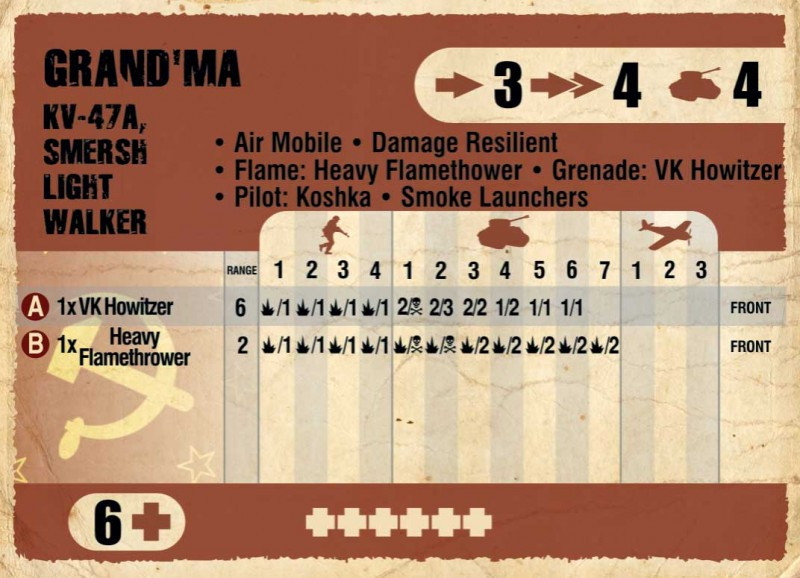 GRAND'MA
3 4 4
KV-47A,
SMERSH
LIGHT
WALKER
• Air Mobile • Damage Resilient
• Flame: Heavy Flamethower • Grenade: VK Howitzer
• Pilot: Koshka • Smoke Launchers
RANGE 1 2 3 4 1 2 3 4 5 6 7 1 2 3
A 1x VK Howitzer 6 /1 /1 /1 /1 2/ 2/3 2/2 1/2 1/1 1/1 FRONT
B 1x Heavy Flamethrower 2 /1 /1 /1 /1 / / /2 /2 /2 /2 /2 FRONT
6